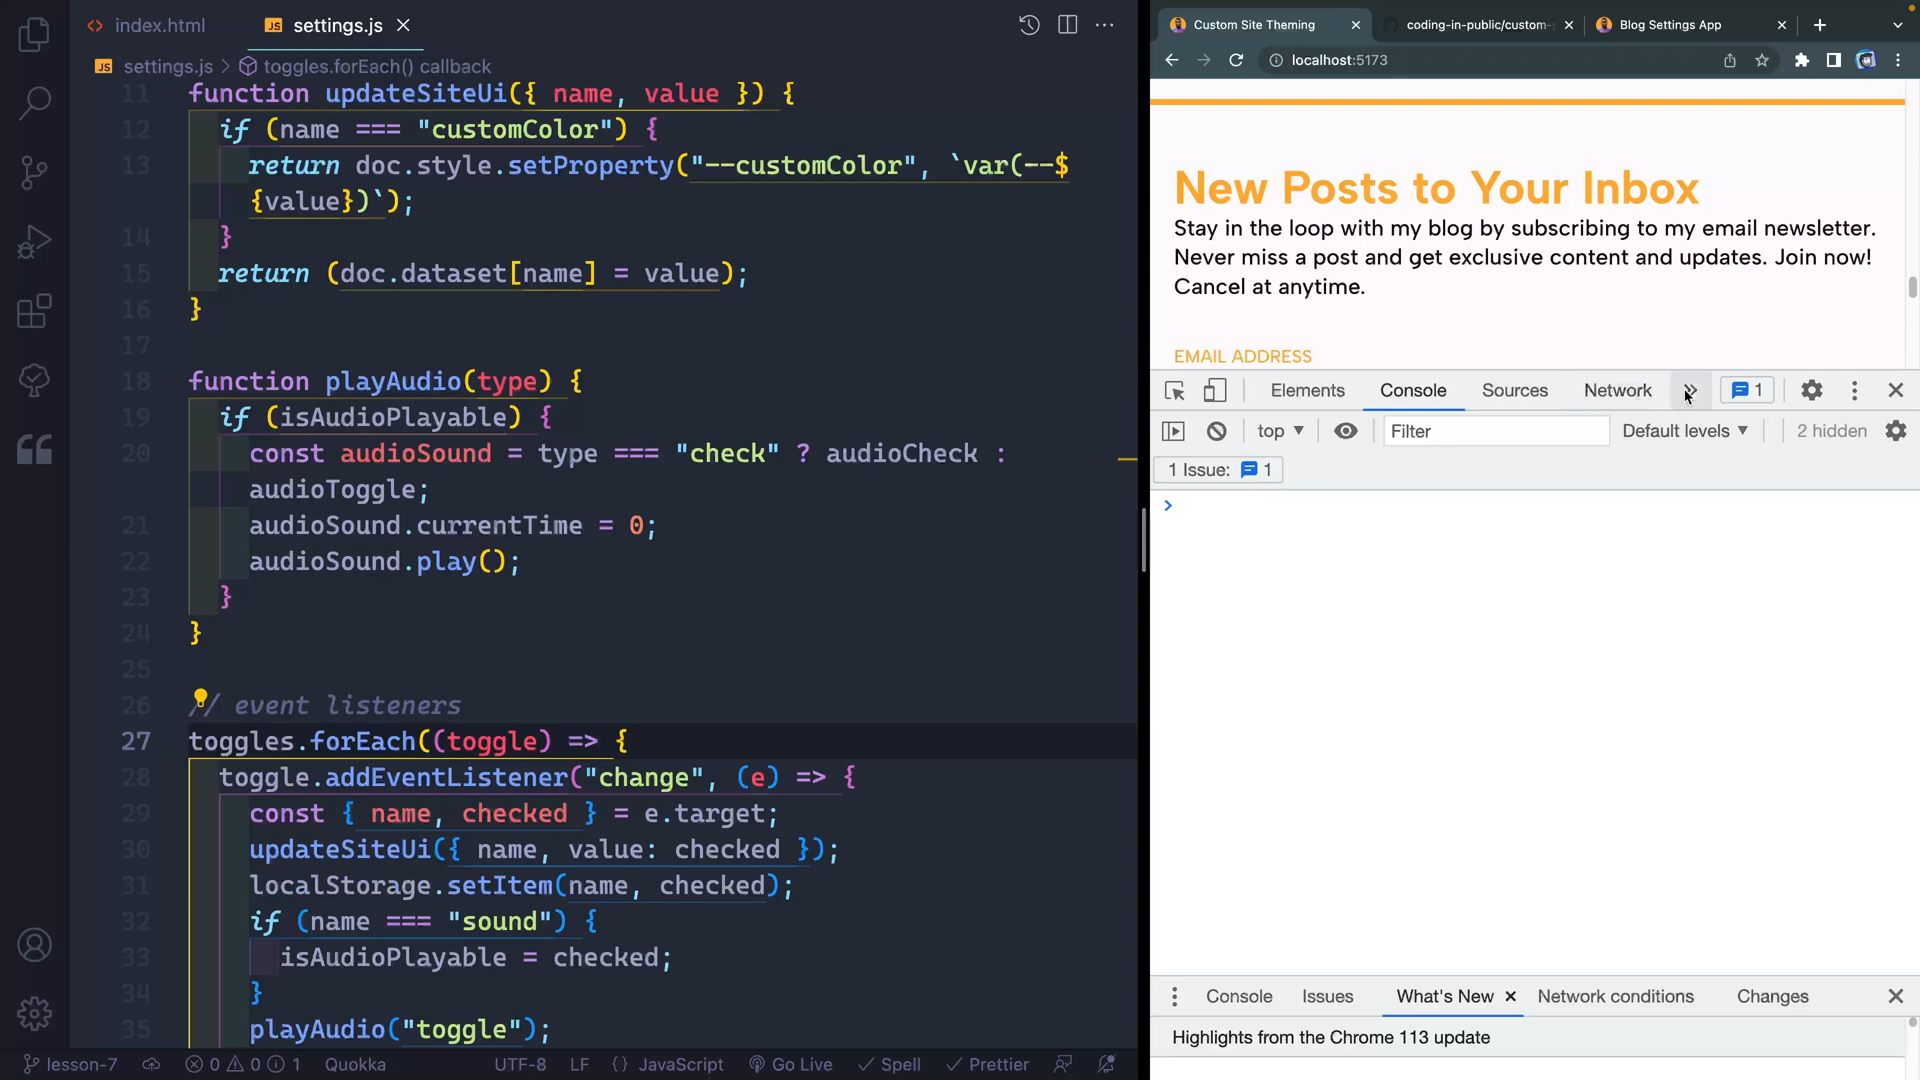 index.html
settings.js
settings.js > toggles.forEach() callback
11 function updateSiteUi({ name, value }) {
12 if (name === "customColor") {
13 return doc.style.setProperty("--customColor", `var(--$
{value})`);
14 }
15 return (doc.dataset[name] = value);
16 }
17
18 function playAudio(type) {
19 if (isAudioPlayable) {
20 const audioSound = type === "check" ? audioCheck :
audioToggle;
21 audioSound.currentTime = 0;
22 audioSound.play();
23 }
24 }
25
26 // event listeners
27 toggles.forEach((toggle) => {
28 toggle.addEventListener("change", (e) => {
29 const { name, checked } = e.target;
30 updateSiteUi({ name, value: checked });
31 localStorage.setItem(name, checked);
32 if (name === "sound") {
33 isAudioPlayable = checked;
34 }
35 playAudio("toggle");
lesson-7 0 0 1 Quokka UTF-8 LF {} JavaScript Go Live Spell Prettier
Custom Site Theming
coding-in-public/custom-
Blog Settings App
localhost:5173
New Posts to Your Inbox
Stay in the loop with my blog by subscribing to my email newsletter.
Never miss a post and get exclusive content and updates. Join now!
Cancel at anytime.
EMAIL ADDRESS
Elements Console Sources Network 1
top Filter Default levels 2 hidden
1 Issue: 1
Console Issues What's New Network conditions Changes
Highlights from the Chrome 113 update